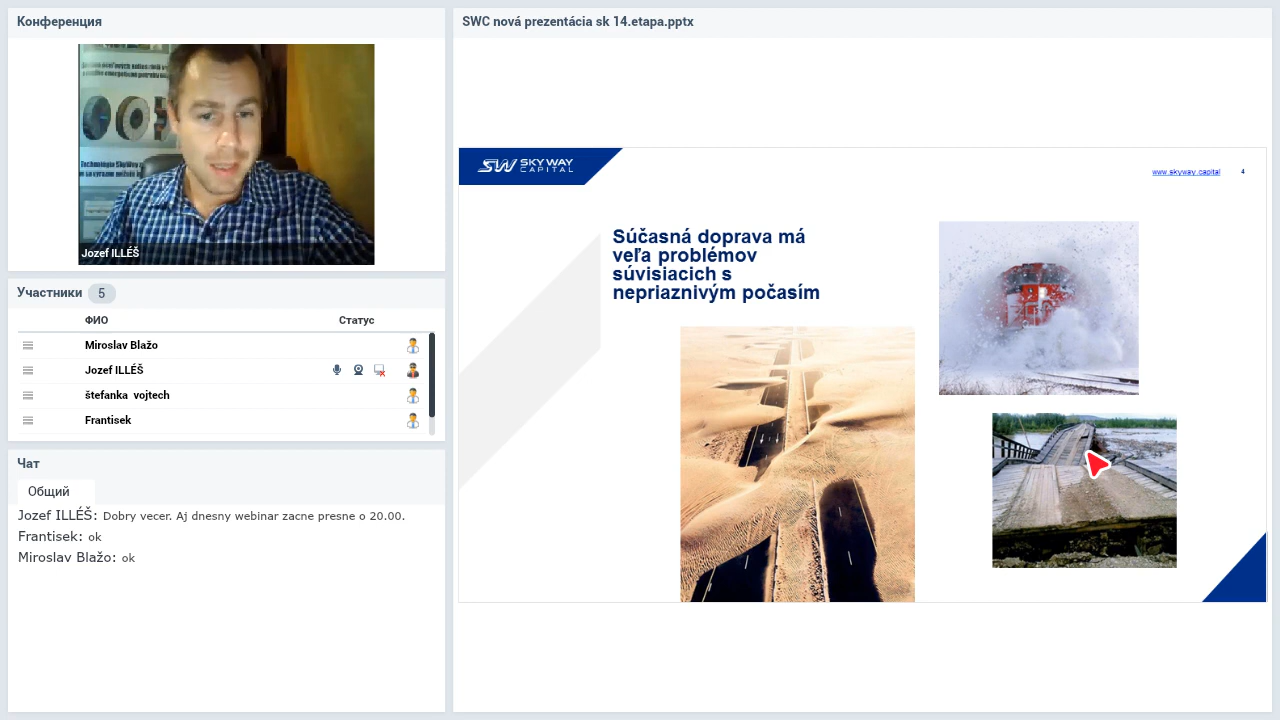 Конференция
Jozef ILLÉŠ
Участники 5
ФИО Статус
Miroslav Blažo
Jozef ILLÉŠ
štefanka vojtech
Frantisek
Чат
Общий
Jozef ILLÉŠ: Dobry vecer. Aj dnesny webinar zacne presne o 20.00.
Frantisek: ok
Miroslav Blažo: ok
SWC nová prezentácia sk 14.etapa.pptx
SW SKY WAY
CAPITAL
www.skyway.capital 4
Súčasná doprava má
veľa problémov
súvisiacich s
nepriaznivým počasím